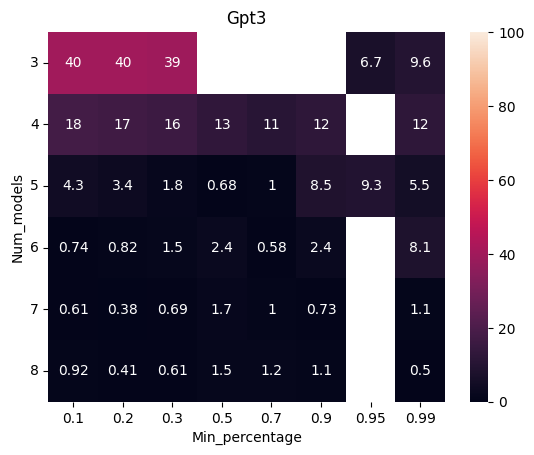 Gpt3
3 40 40 39 6.7 9.6
4 18 17 16 13 11 12 12
5 4.3 3.4 1.8 0.68 1 8.5 9.3 5.5
6 0.74 0.82 1.5 2.4 0.58 2.4 8.1
7 0.61 0.38 0.69 1.7 1 0.73 1.1
8 0.92 0.41 0.61 1.5 1.2 1.1 0.5
0.1 0.2 0.3 0.5 0.7 0.9 0.95 0.99
Min_percentage
Num_models
100
80
60
40
20
0